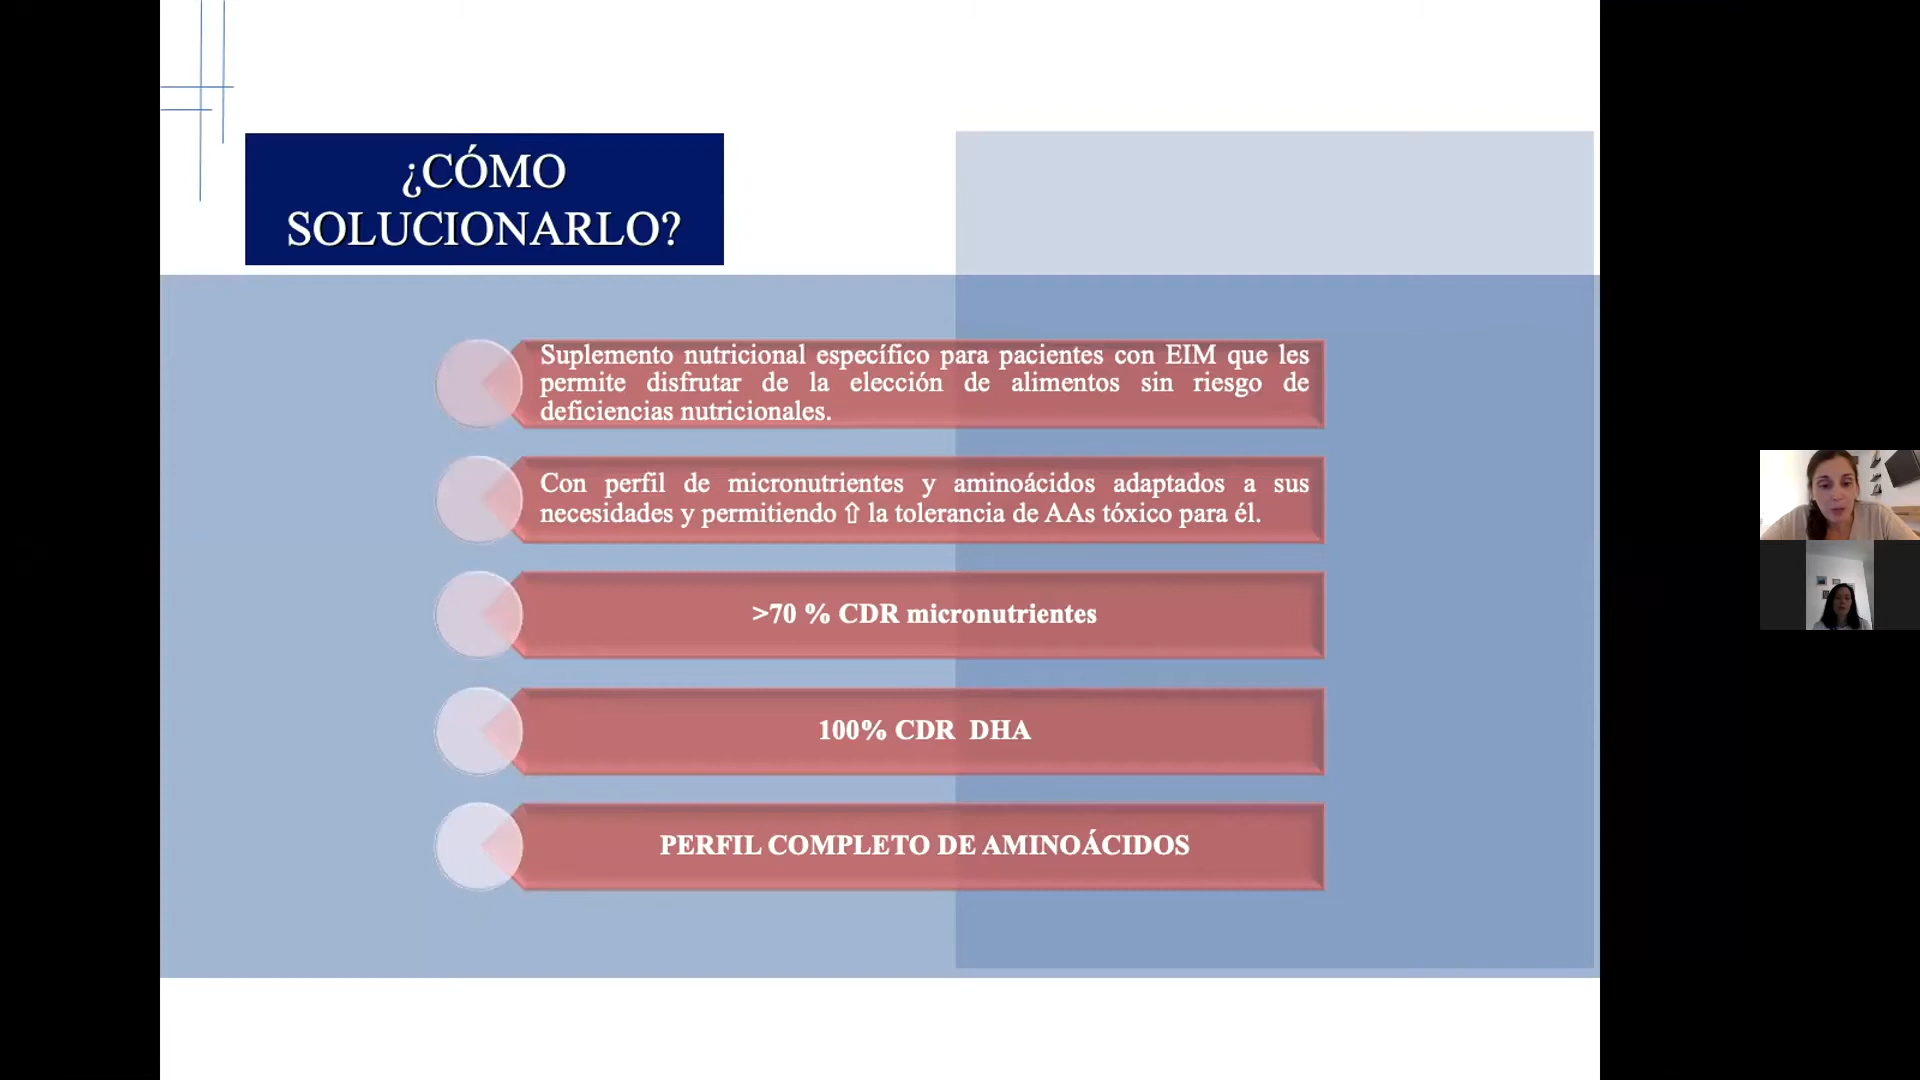 ¿CÓMO
SOLUCIONARLO?
Suplemento nutricional específico para pacientes con EIM que les
permite disfrutar de la elección de alimentos sin riesgo de
deficiencias nutricionales.
Con perfil de micronutrientes y aminoácidos adaptados a sus
necesidades y permitiendo ⇧ la tolerancia de AAs tóxico para él.
>70 % CDR micronutrientes
100% CDR DHA
PERFIL COMPLETO DE AMINOÁCIDOS